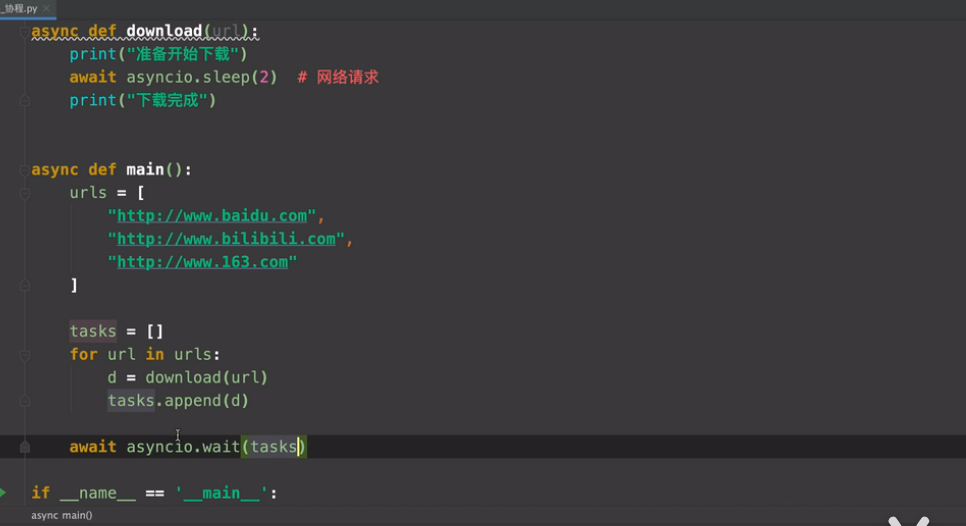 _协程.py
async def download(url):
    print("准备开始下载")
    await asyncio.sleep(2)  # 网络请求
    print("下载完成")
async def main():
    urls = [
        "http://www.baidu.com",
        "http://www.bilibili.com",
        "http://www.163.com"
    ]
    tasks = []
    for url in urls:
        d = download(url)
        tasks.append(d)
    await asyncio.wait(tasks)
if __name__ == '__main__':
async main()